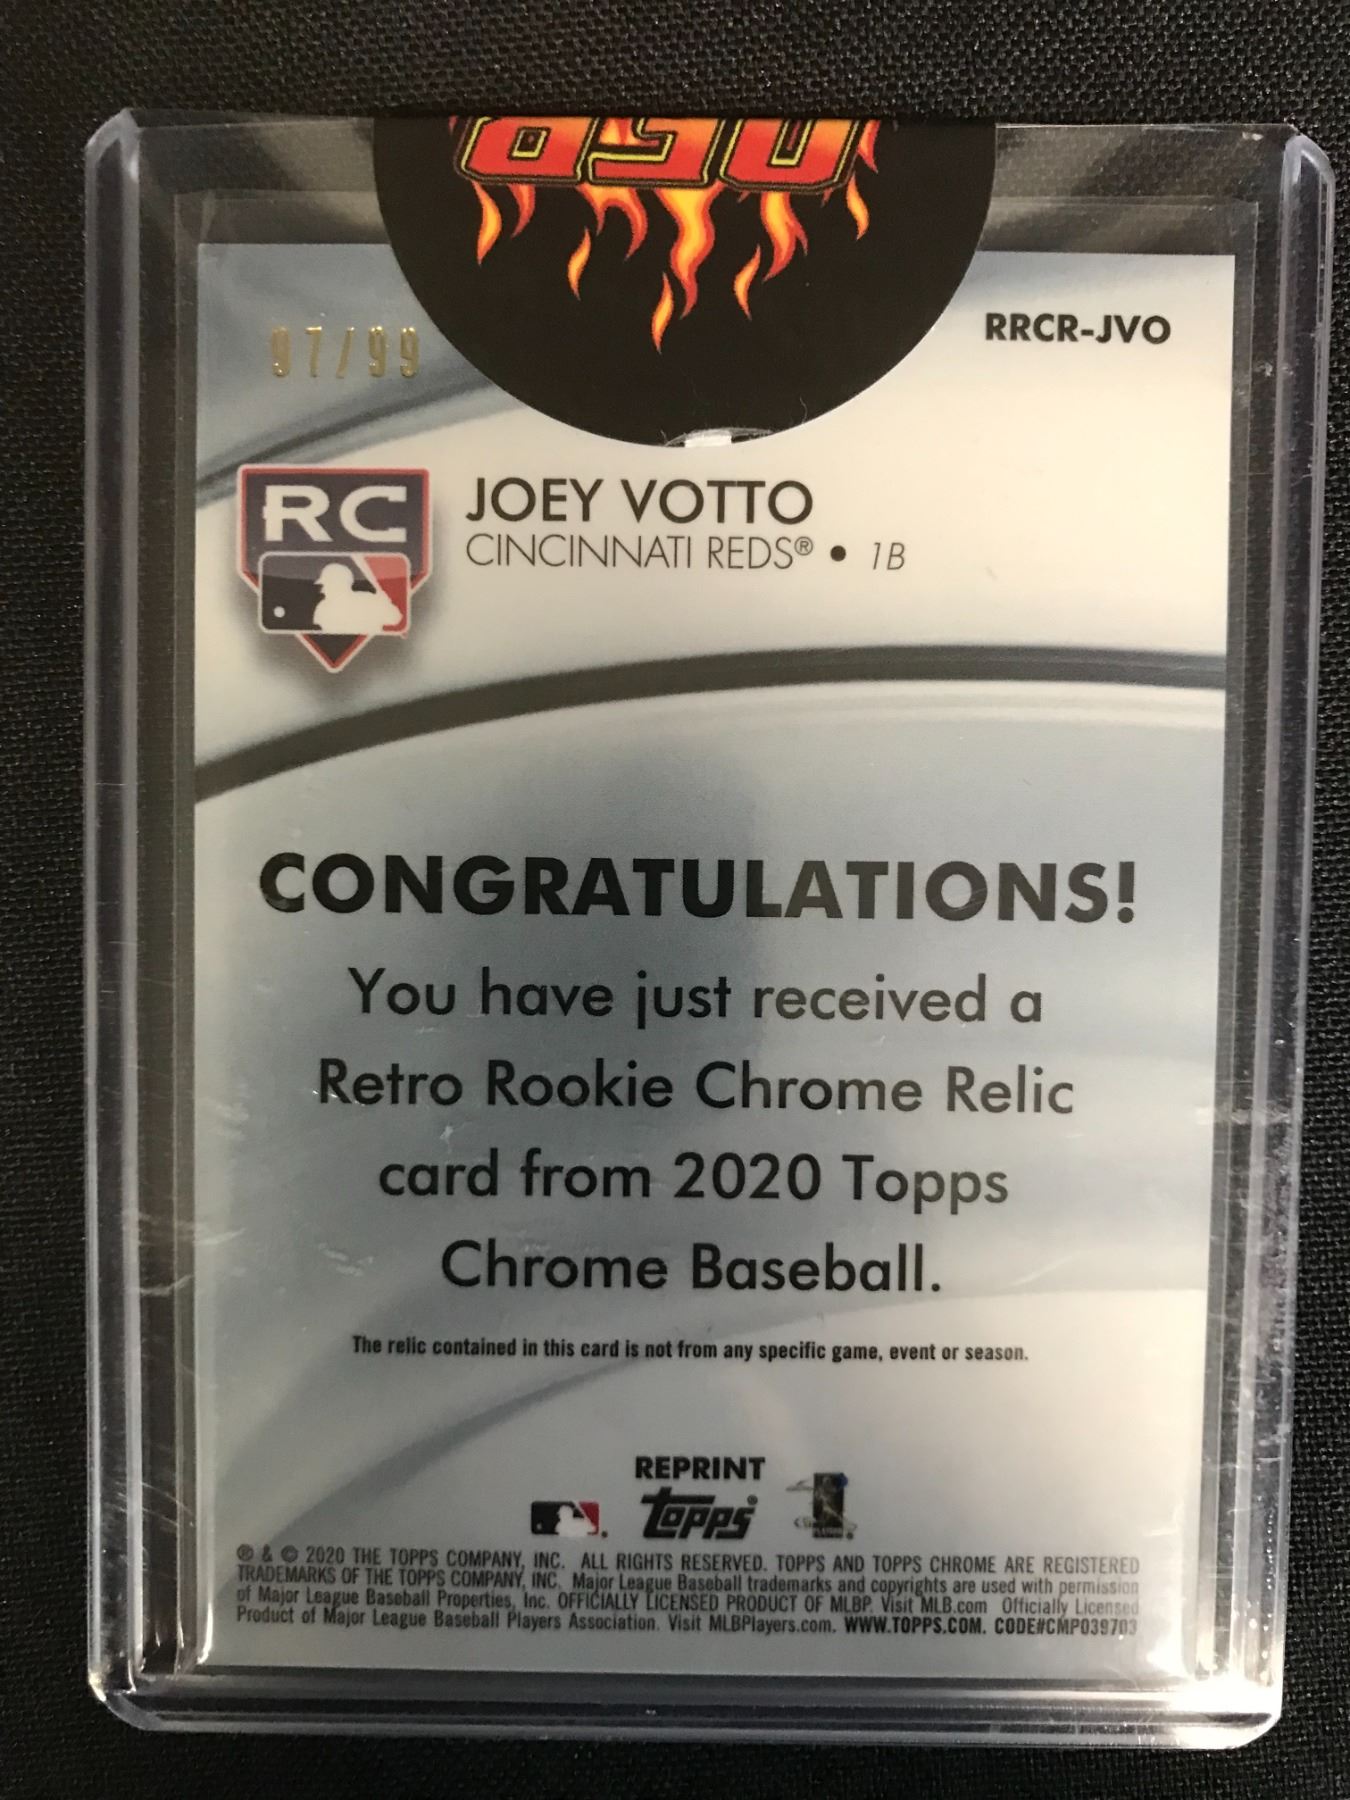 97/99
RRCR-JVO
RC
JOEY VOTTO
CINCINNATI REDS® • 1B
CONGRATULATIONS!
You have just received a
Retro Rookie Chrome Relic
card from 2020 Topps
Chrome Baseball.
The relic contained in this card is not from any specific game, event or season.
REPRINT
topps
® & © 2020 THE TOPPS COMPANY, INC. ALL RIGHTS RESERVED. TOPPS AND TOPPS CHROME ARE REGISTERED
TRADEMARKS OF THE TOPPS COMPANY, INC. Major League Baseball trademarks and copyrights are used with permission
of Major League Baseball Properties, Inc. OFFICIALLY LICENSED PRODUCT OF MLBP. Visit MLB.com Officially Licensed
Product of Major League Baseball Players Association. Visit MLBPlayers.com. WWW.TOPPS.COM. CODE#CMP039703